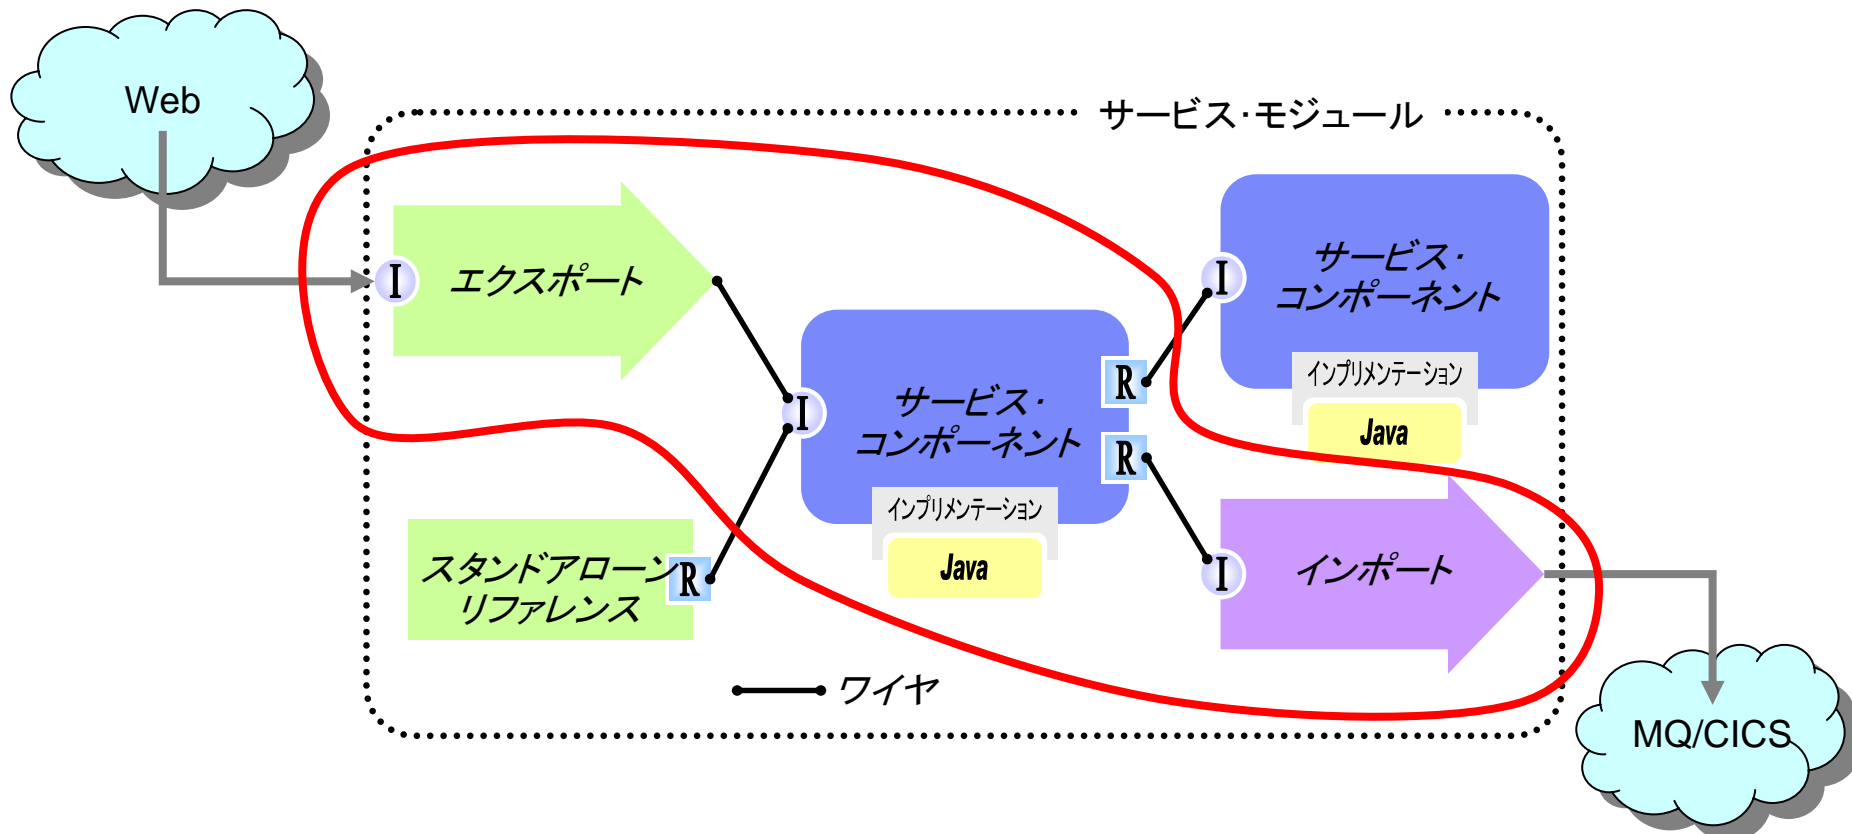 Web
サービス・モジュール
I
エクスポート
I
サービス・
コンポーネント
インプリメンテーション
Java
I
サービス・
コンポーネント
R
R
インプリメンテーション
Java
スタンドアローン
リファレンス
R
I
インポート
ワイヤ
MQ/CICS